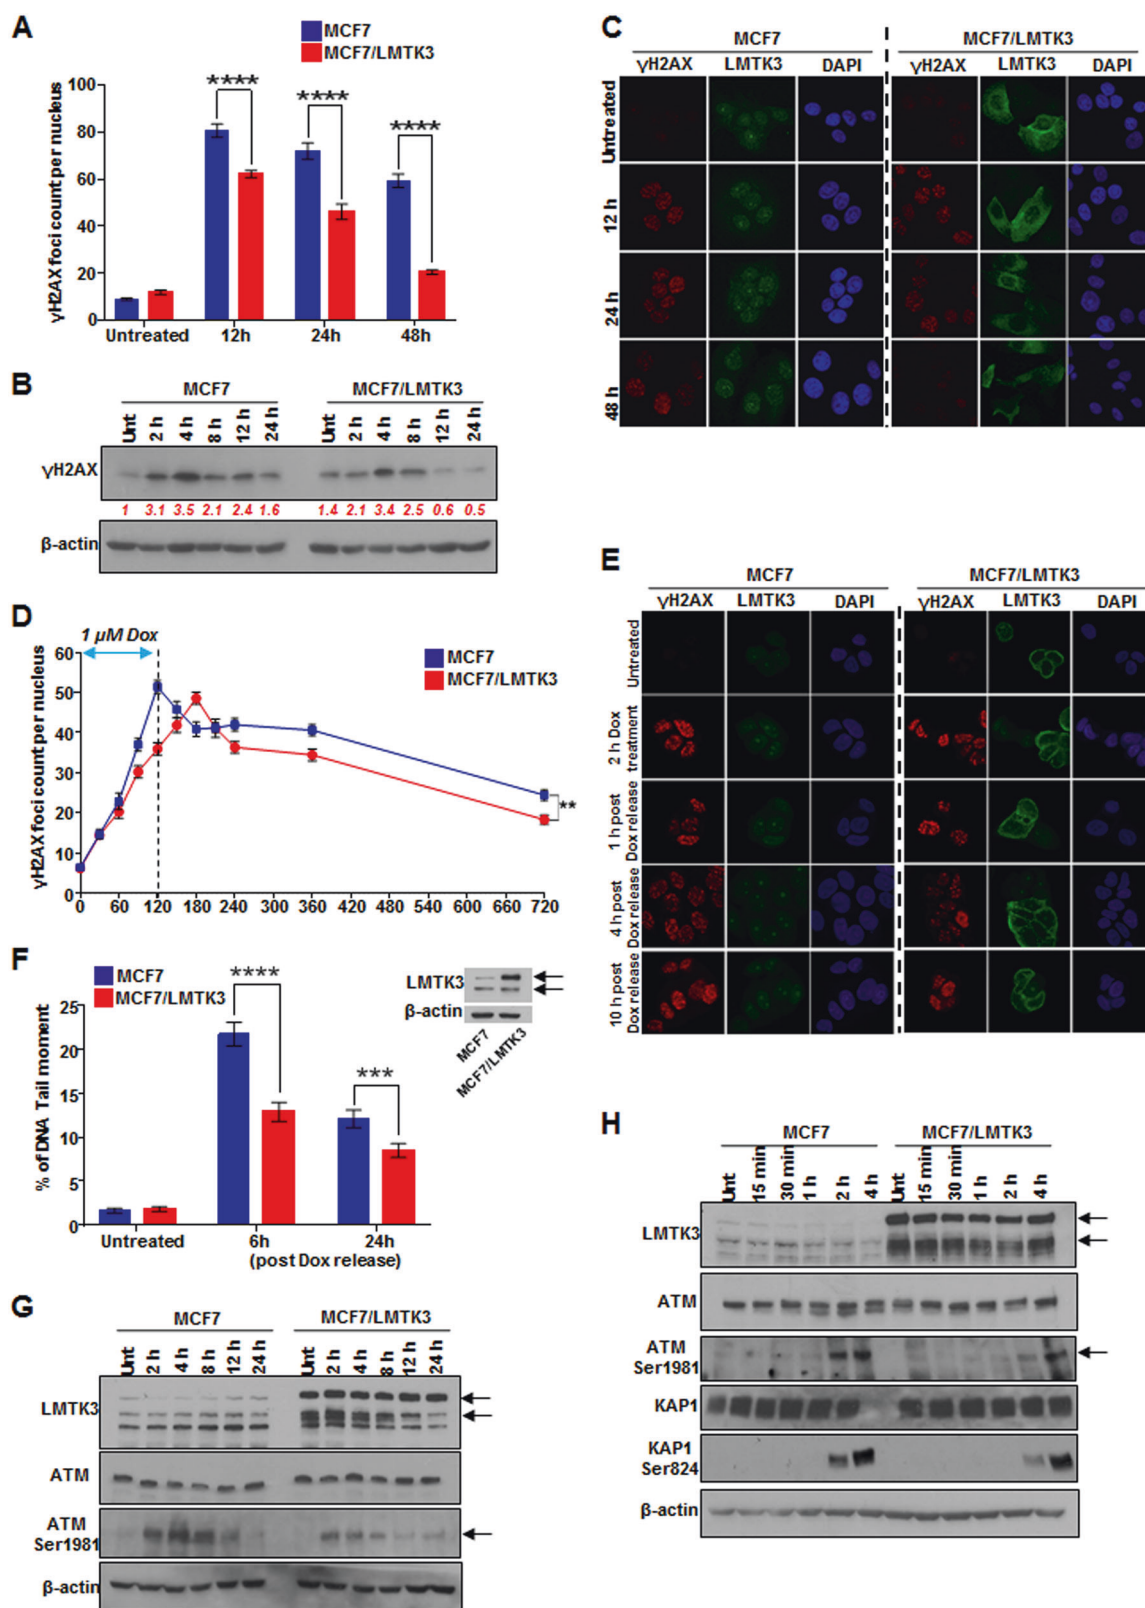 A
MCF7
MCF7/LMTK3
γH2AX foci count per nucleus
100
80
60
40
20
0
**** **** ****
Untreated 12h 24h 48h
B
MCF7 MCF7/LMTK3
Unt 2 h 4 h 8 h 12 h 24 h Unt 2 h 4 h 8 h 12 h 24 h
γH2AX
1 3.1 3.5 2.1 2.4 1.6 1.4 2.1 3.4 2.5 0.6 0.5
β-actin
C
MCF7 MCF7/LMTK3
γH2AX LMTK3 DAPI γH2AX LMTK3 DAPI
Untreated
12 h
24 h
48 h
D
1 µM Dox
MCF7
MCF7/LMTK3
γH2AX foci count per nucleus
60
50
40
30
20
10
0
**
0 60 120 180 240 300 360 420 480 540 600 660 720
E
MCF7 MCF7/LMTK3
γH2AX LMTK3 DAPI γH2AX LMTK3 DAPI
Untreated
2 h Dox
treatment
1 h post
Dox release
4 h post
Dox release
10 h post
Dox release
F
MCF7
MCF7/LMTK3
% of DNA Tail moment
25
20
15
10
5
0
**** ***
Untreated 6h 24h
(post Dox release)
LMTK3
β-actin
MCF7
MCF7/LMTK3
G
MCF7 MCF7/LMTK3
Unt 2 h 4 h 8 h 12 h 24 h Unt 2 h 4 h 8 h 12 h 24 h
LMTK3
ATM
ATM
Ser1981
β-actin
H
MCF7 MCF7/LMTK3
Unt 15 min 30 min 1 h 2 h 4 h Unt 15 min 30 min 1 h 2 h 4 h
LMTK3
ATM
ATM
Ser1981
KAP1
KAP1
Ser824
β-actin